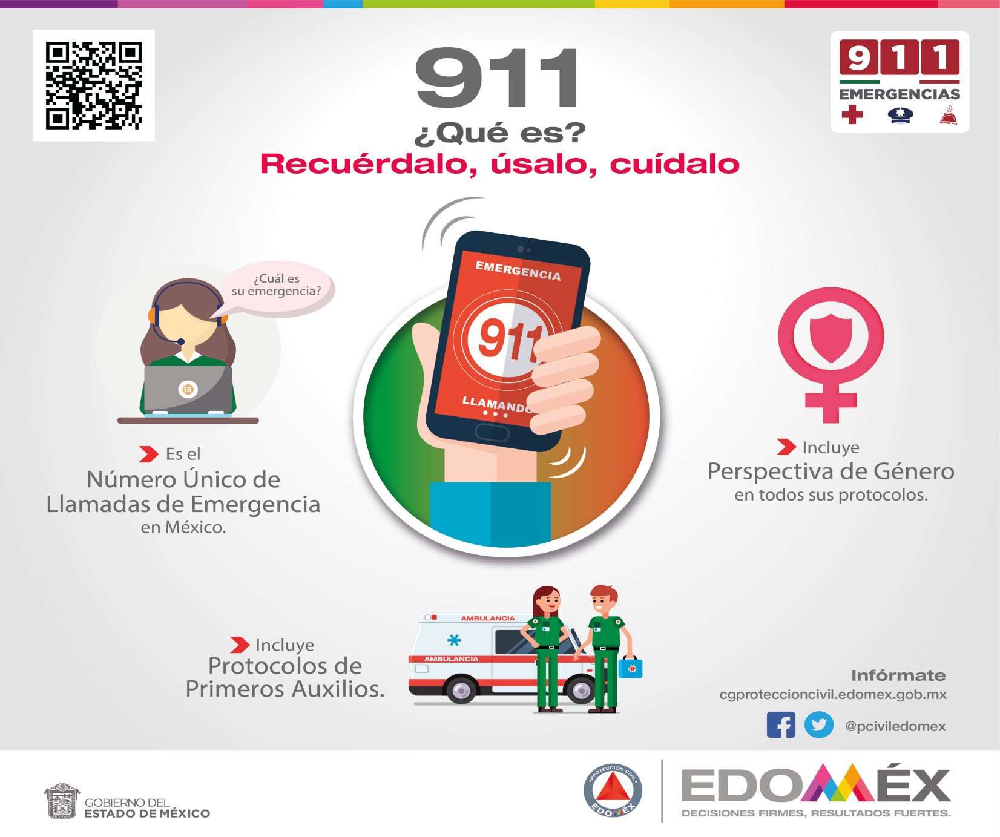 911
¿Qué es?
Recuérdalo, úsalo, cuídalo
911
EMERGENCIAS
¿Cuál es
su emergencia?
EMERGENCIA
911
LLAMANDO
Es el
Número Único de
Llamadas de Emergencia
en México.
Incluye
Perspectiva de Género
en todos sus protocolos.
Incluye
Protocolos de
Primeros Auxilios.
AMBULANCIA
AMBULANCIA
Infórmate
cgproteccioncivil.edomex.gob.mx
@pciviledomex
GOBIERNO DEL
ESTADO DE MÉXICO
PROTECCIÓN CIVIL
EDOMÉX
EDOMÉX
DECISIONES FIRMES, RESULTADOS FUERTES.